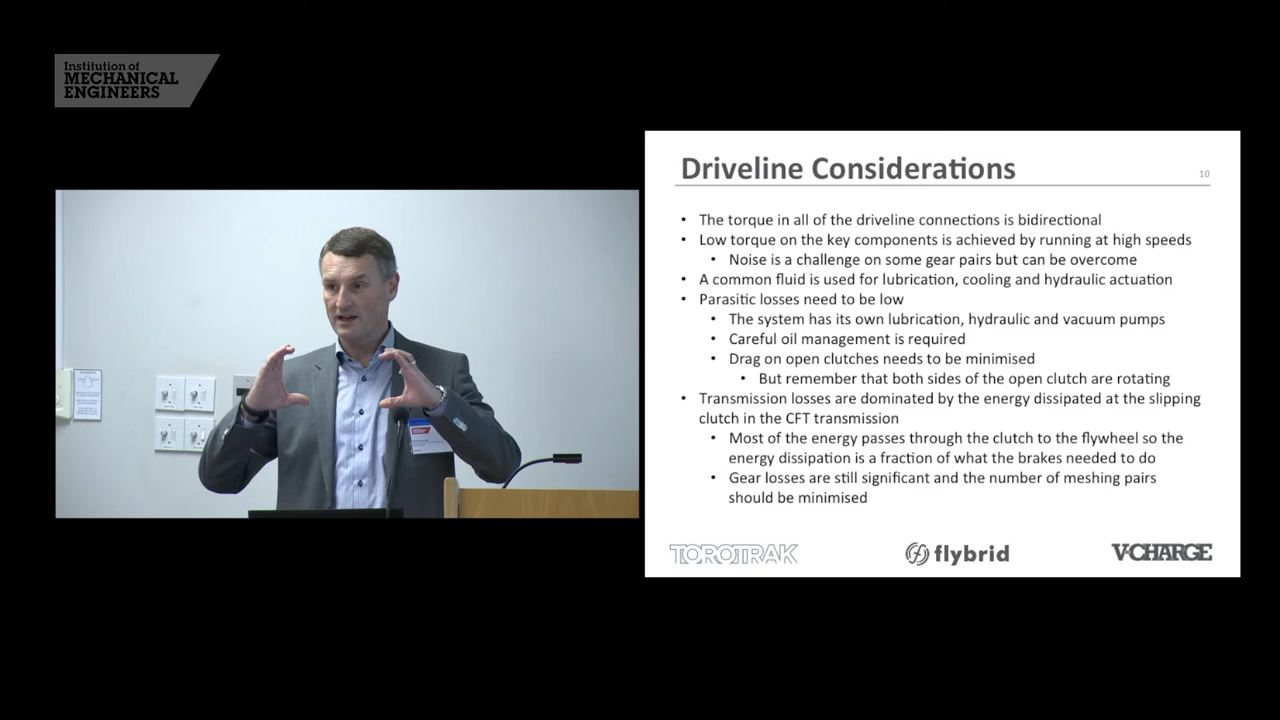 Institution of
MECHANICAL
ENGINEERS
Driveline Considerations
10
• The torque in all of the driveline connections is bidirectional
• Low torque on the key components is achieved by running at high speeds
• Noise is a challenge on some gear pairs but can be overcome
• A common fluid is used for lubrication, cooling and hydraulic actuation
• Parasitic losses need to be low
• The system has its own lubrication, hydraulic and vacuum pumps
• Careful oil management is required
• Drag on open clutches needs to be minimised
• But remember that both sides of the open clutch are rotating
• Transmission losses are dominated by the energy dissipated at the slipping
clutch in the CFT transmission
• Most of the energy passes through the clutch to the flywheel so the
energy dissipation is a fraction of what the brakes needed to do
• Gear losses are still significant and the number of meshing pairs
should be minimised
TOROTRAK
flybrid
V-CHARGE